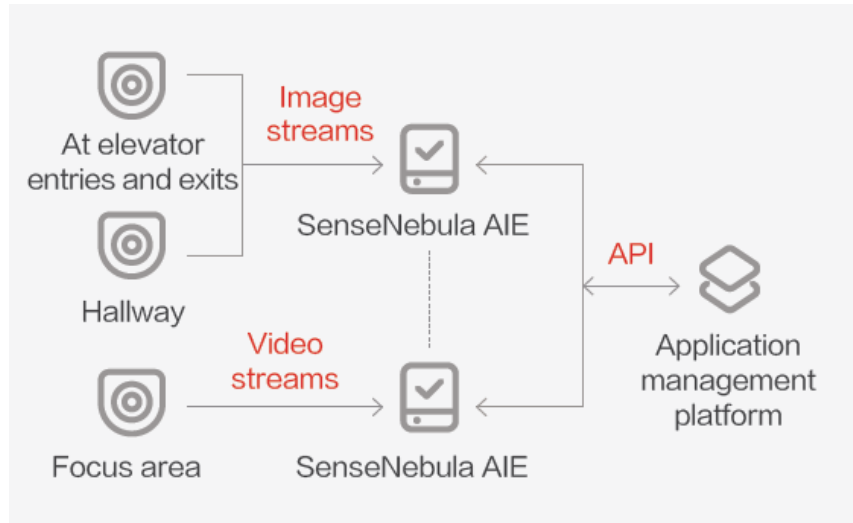 At elevator
entries and exits
Image
streams
SenseNebula AIE
Hallway
API
Video
streams
Application
management
platform
Focus area
SenseNebula AIE